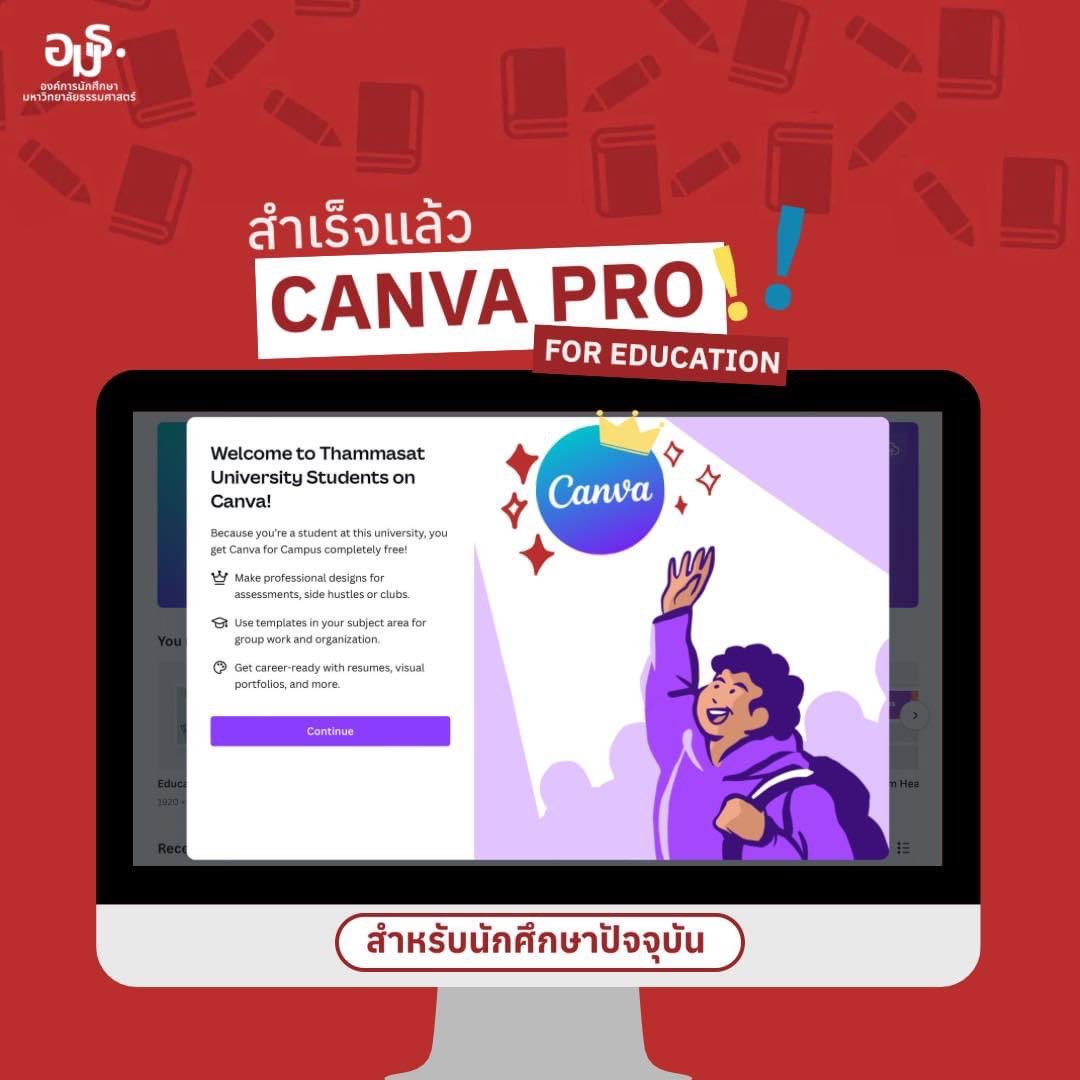 อมธ.
องค์การนักศึกษา
มหาวิทยาลัยธรรมศาสตร์
สำเร็จแล้ว
CANVA PRO!!
FOR EDUCATION
Welcome to Thammasat
University Students on
Canva!
Because you're a student at this university, you
get Canva for Campus completely free!
Make professional designs for
assessments, side hustles or clubs.
Use templates in your subject area for
group work and organization.
Get career-ready with resumes, visual
portfolios, and more.
Continue
Canva
You
Educa
1920
m Hea
Rece
สำหรับนักศึกษาปัจจุบัน